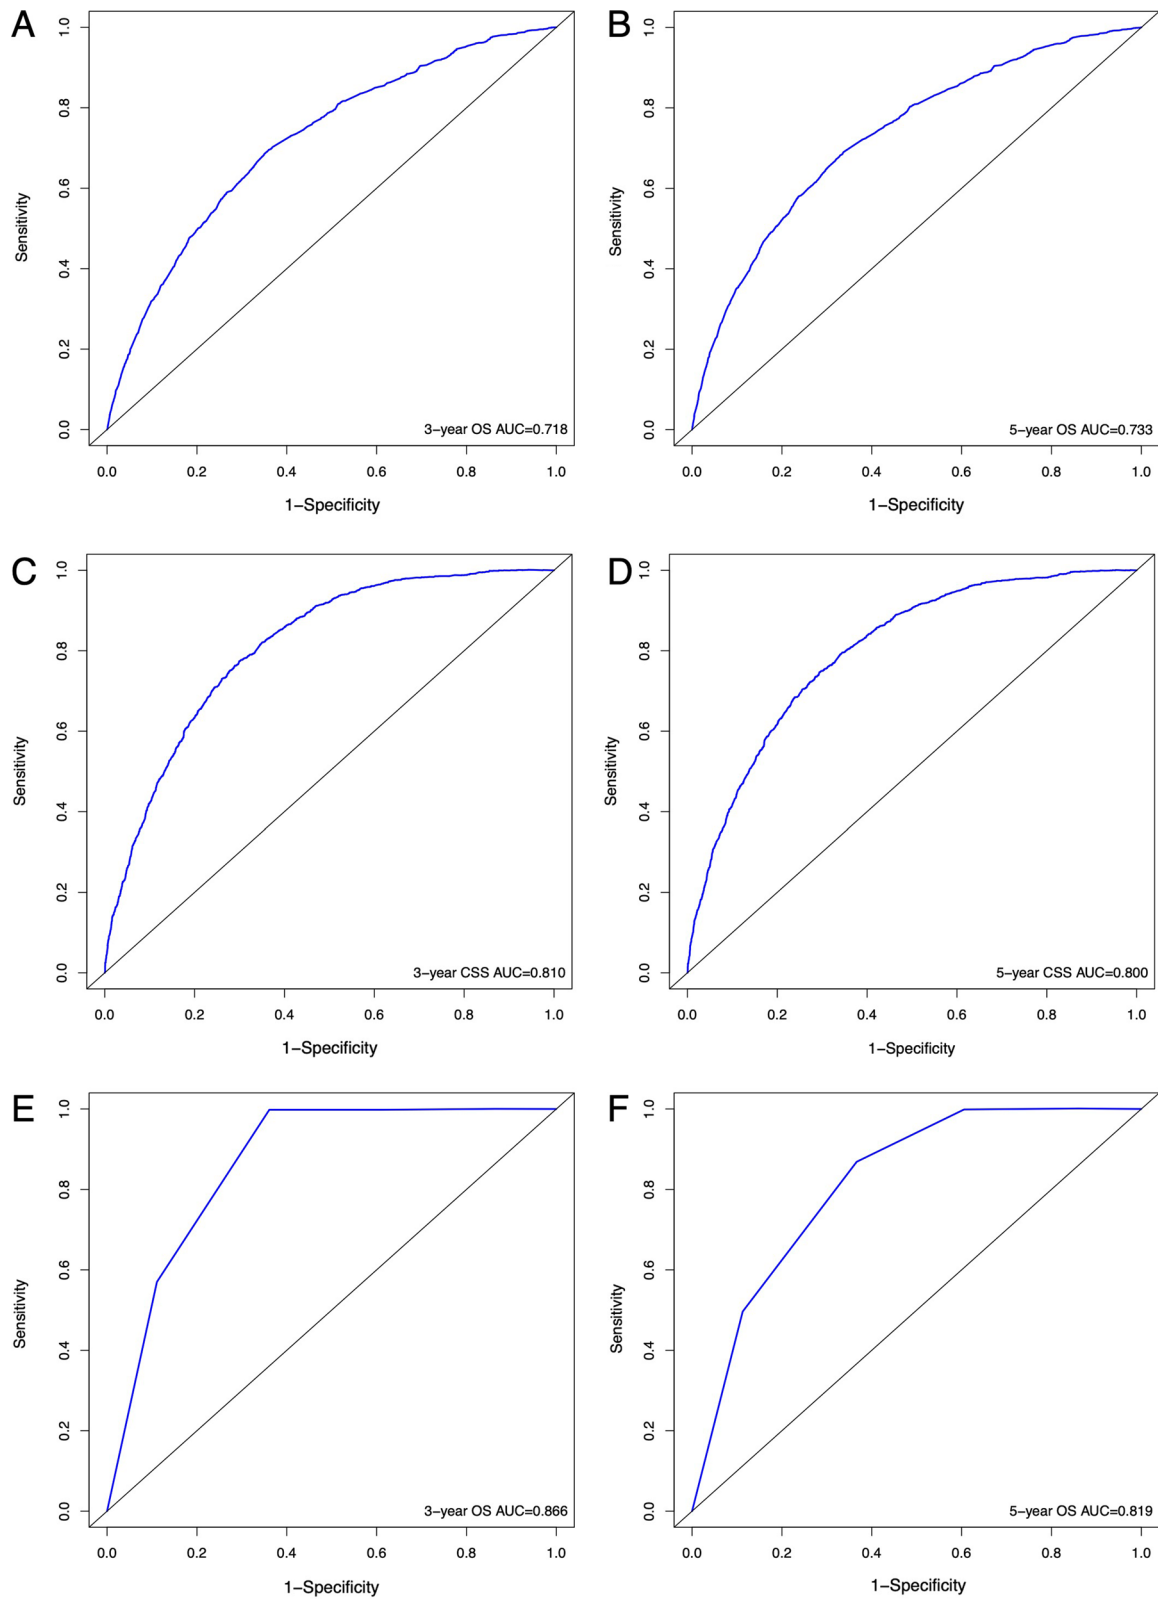 A
1.0
0.8
0.6
0.4
0.2
0.0
Sensitivity
3-year OS AUC=0.718
0.0 0.2 0.4 0.6 0.8 1.0
1−Specificity
B
1.0
0.8
0.6
0.4
0.2
0.0
Sensitivity
5-year OS AUC=0.733
0.0 0.2 0.4 0.6 0.8 1.0
1−Specificity
C
1.0
0.8
0.6
0.4
0.2
0.0
Sensitivity
3-year CSS AUC=0.810
0.0 0.2 0.4 0.6 0.8 1.0
1−Specificity
D
1.0
0.8
0.6
0.4
0.2
0.0
Sensitivity
5-year CSS AUC=0.800
0.0 0.2 0.4 0.6 0.8 1.0
1−Specificity
E
1.0
0.8
0.6
0.4
0.2
0.0
Sensitivity
3-year OS AUC=0.866
0.0 0.2 0.4 0.6 0.8 1.0
1−Specificity
F
1.0
0.8
0.6
0.4
0.2
0.0
Sensitivity
5-year OS AUC=0.819
0.0 0.2 0.4 0.6 0.8 1.0
1−Specificity